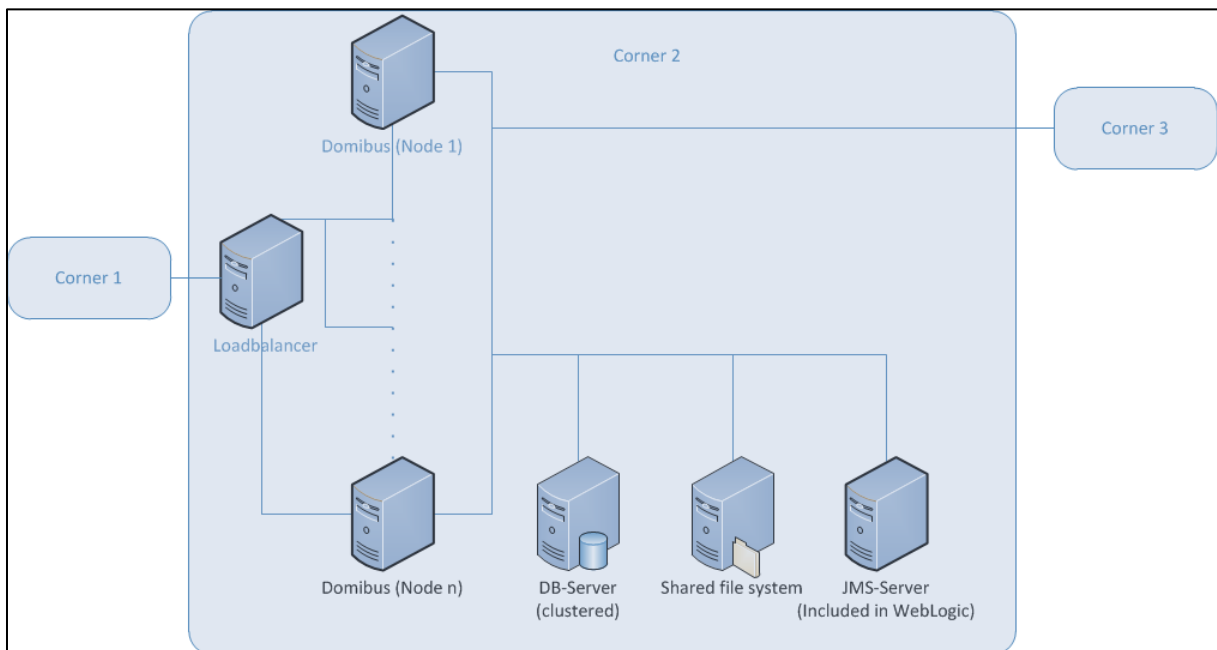 Corner 2
Domibus (Node 1)
Corner 3
Corner 1
Loadbalancer
Domibus (Node n)
DB-Server
(clustered)
Shared file system
JMS-Server
(Included in WebLogic)